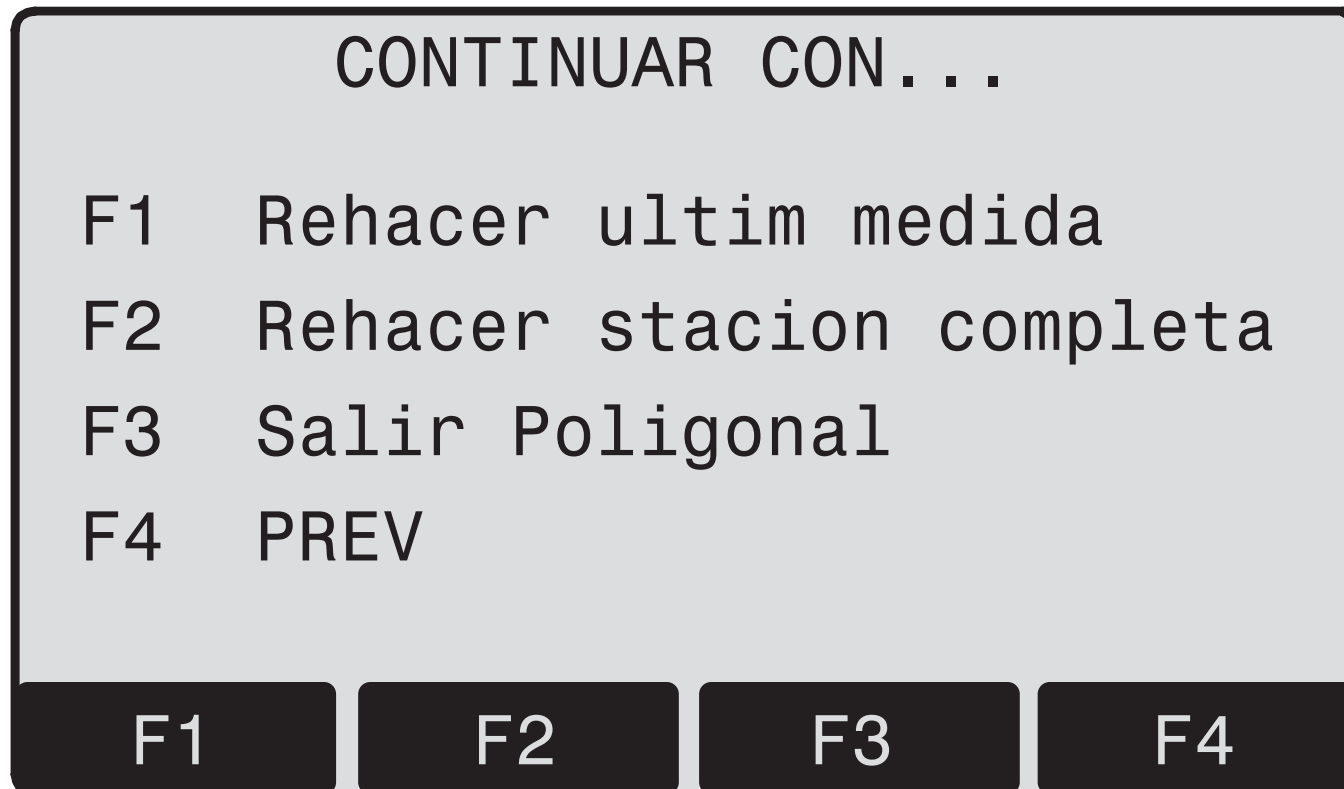 CONTINUAR CON...
F1 Rehacer ultim medida
F2 Rehacer stacion completa
F3 Salir Poligonal
F4 PREV
F1 F2 F3 F4